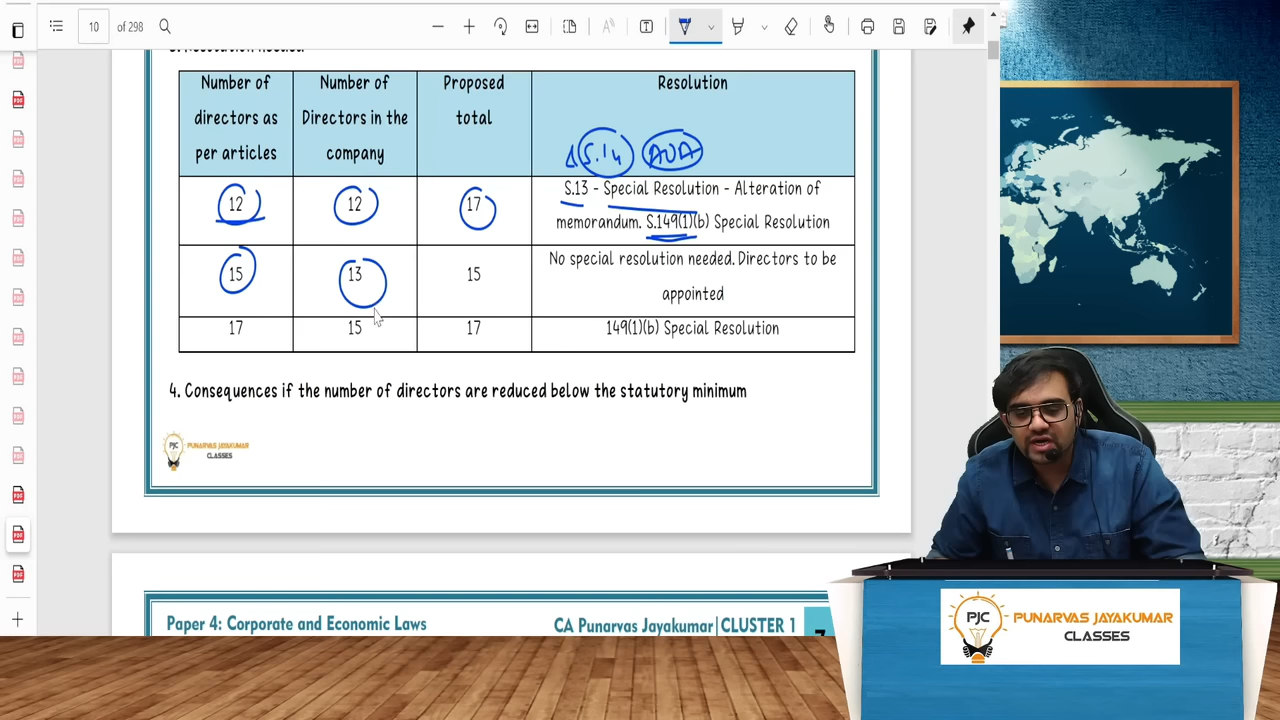 10 of 298
Number of directors as per articles
Number of Directors in the company
Proposed total
Resolution
Δ S.14 AOA
12
12
17
S.13 - Special Resolution - Alteration of
memorandum. S.149(1)(b) Special Resolution
15
13
15
No special resolution needed. Directors to be
appointed
17
15
17
149(1)(b) Special Resolution
4. Consequences if the number of directors are reduced below the statutory minimum
PJC
PUNARVAS JAYAKUMAR
CLASSES
Paper 4: Corporate and Economic Laws
CA Punarvas Jayakumar|CLUSTER 1
PJC
PUNARVAS JAYAKUMAR
CLASSES